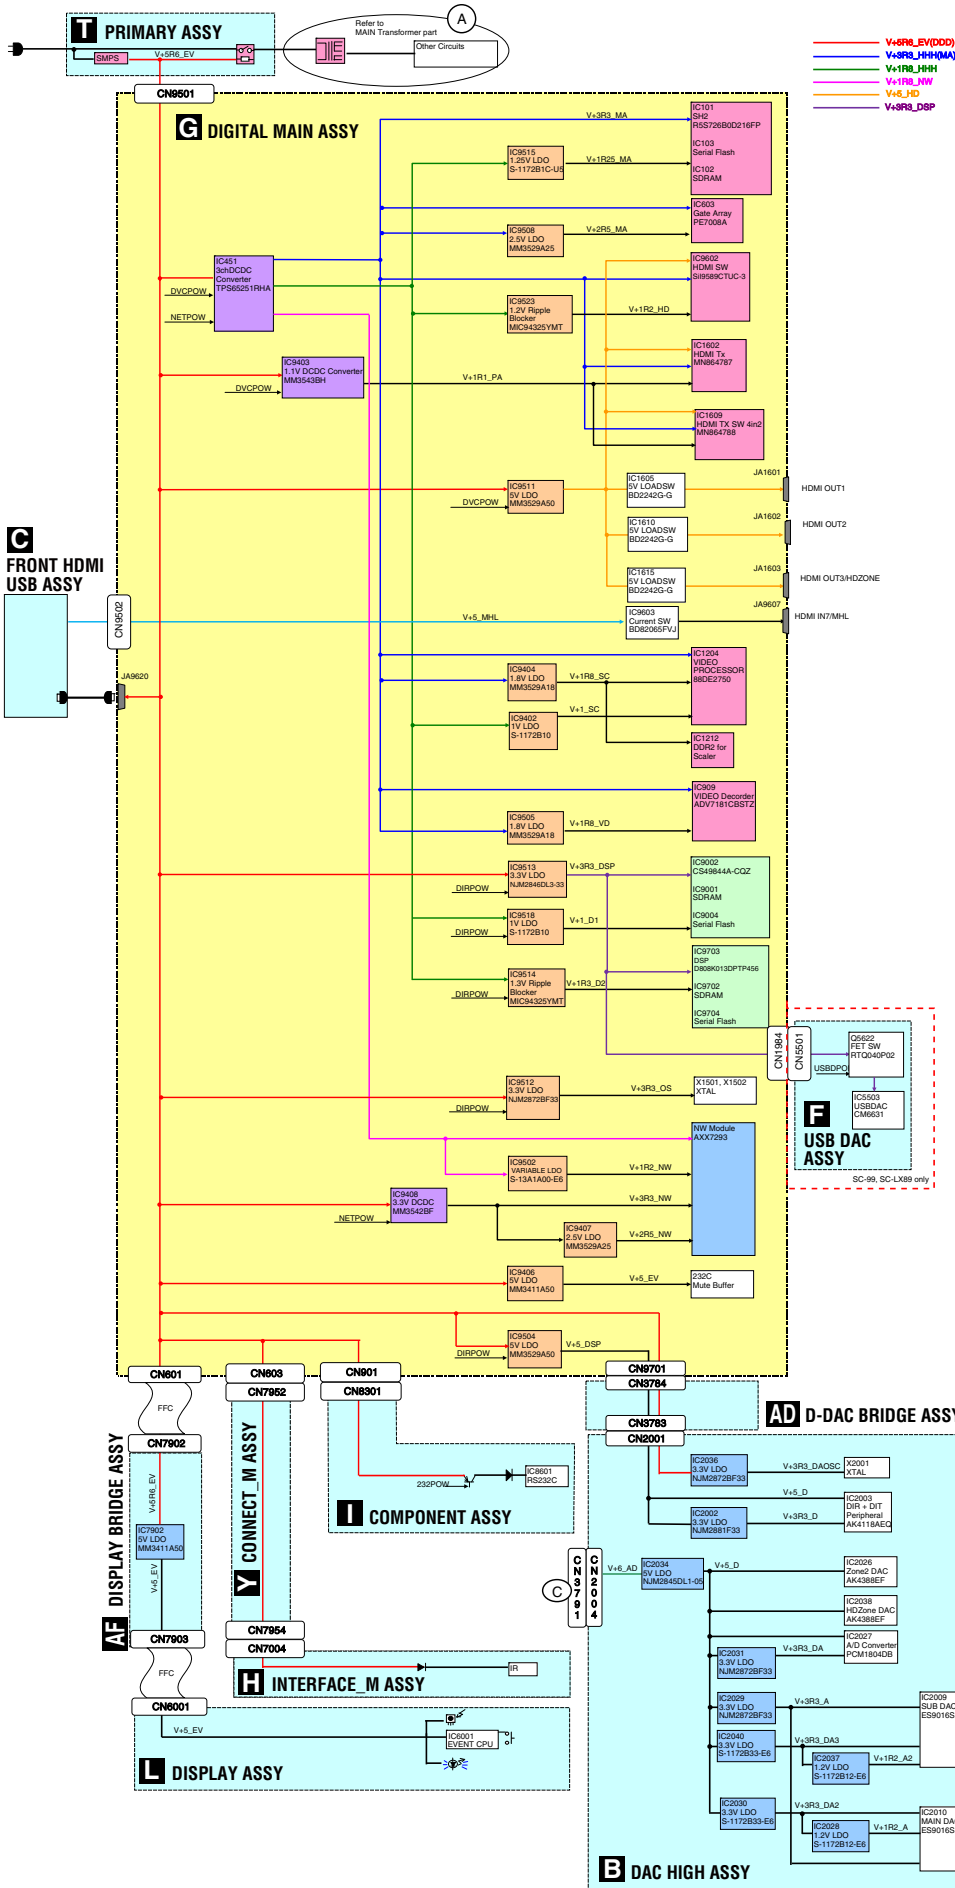 T PRIMARY ASSY
SMPS
V+5R6_EV
Refer to
MAIN Transformer part
A
Other Circuits
V+5R6_EV(DDD)
V+3R3_HHH(MA)
V+1R8_HHH
V+1R8_NW
V+5_HD
V+3R3_DSP
CN9501
G DIGITAL MAIN ASSY
V+3R3_MA
IC101
SH2
R5S726B0D216FP
IC103
Serial Flash
IC102
SDRAM
IC9515
1.25V LDO
S-1172B1C-U5
V+1R25_MA
IC603
Gate Array
PE7008A
IC9508
2.5V LDO
MM3529A25
V+2R5_MA
IC451
3chDCDC
Converter
TPS65251RHA
DVCPOW
NETPOW
IC9602
HDMI SW
SiI9589CTUC-3
IC9523
1.2V Ripple
Blocker
MIC94325YMT
V+1R2_HD
IC1602
HDMI Tx
MN864787
IC9403
1.1V DCDC Converter
MM3543BH
V+1R1_PA
DVCPOW
IC1609
HDMI TX SW 4in2
MN864788
IC9511
5V LDO
MM3529A50
DVCPOW
IC1605
5V LOADSW
BD2242G-G
JA1601
HDMI OUT1
IC1610
5V LOADSW
BD2242G-G
JA1602
HDMI OUT2
IC1615
5V LOADSW
BD2242G-G
JA1603
HDMI OUT3/HDZONE
C
FRONT HDMI
USB ASSY
CN9502
V+5_MHL
IC9603
Current SW
BD82065FVJ
JA9607
HDMI IN7/MHL
JA9620
IC1204
VIDEO
PROCESSOR
88DE2750
IC9404
1.8V LDO
MM3529A18
V+1R8_SC
IC9402
1V LDO
S-1172B10
V+1_SC
IC1212
DDR2 for
Scaler
IC909
VIDEO Decorder
ADV7181CBSTZ
IC9505
1.8V LDO
MM3529A18
V+1R8_VD
IC9513
3.3V LDO
NJM2846DL3-33
V+3R3_DSP
DIRPOW
IC9002
CS49844A-CQZ
IC9001
SDRAM
IC9004
Serial Flash
IC9518
1V LDO
S-1172B10
V+1_D1
DIRPOW
IC9703
DSP
D808K013DPTP456
IC9702
SDRAM
IC9704
Serial Flash
IC9514
1.3V Ripple
Blocker
MIC94325YMT
V+1R3_D2
DIRPOW
CN1984
CN5501
Q5622
FET SW
RTQ040P02
USBDPO
IC5503
USBDAC
CM6631
F
USB DAC
ASSY
SC-99, SC-LX89 only
IC9512
3.3V LDO
NJM2872BF33
V+3R3_OS
DIRPOW
X1501, X1502
XTAL
NW Module
AXX7293
IC9502
VARIABLE LDO
S-13A1A00-E6
V+1R2_NW
IC9408
3.3V DCDC
MM3542BF
NETPOW
V+3R3_NW
IC9407
2.5V LDO
MM3529A25
V+2R5_NW
IC9406
5V LDO
MM3411A50
V+5_EV
232C
Mute Buffer
IC9504
5V LDO
MM3529A50
V+5_DSP
DIRPOW
CN601
FFC
CN7902
CN603
CN7952
CN901
CN8301
CN9701
CN3784
AD D-DAC BRIDGE ASSY
CN3783
CN2001
AF DISPLAY BRIDGE ASSY
V+5R6_EV
IC7902
5V LDO
MM3411A50
V+5_EV
CN7903
FFC
CN6001
Y CONNECT_M ASSY
CN7954
CN7004
232POW
IC8601
RS232C
I COMPONENT ASSY
IR
H INTERFACE_M ASSY
V+5_EV
IC6001
EVENT CPU
L DISPLAY ASSY
IC2036
3.3V LDO
NJM2872BF33
V+3R3_DAOSC
X2001
XTAL
V+5_D
IC2002
3.3V LDO
NJM2881F33
V+3R3_D
IC2003
DIR + DIT
Peripheral
AK4118AEQ
C
CN3791
CN2004
V+6_AD
IC2034
5V LDO
NJM2845DL1-05
V+5_D
IC2026
Zone2 DAC
AK4388EF
IC2038
HDZone DAC
AK4388EF
IC2027
A/D Converter
PCM1804DB
IC2031
3.3V LDO
NJM2872BF33
V+3R3_DA
IC2029
3.3V LDO
NJM2872BF33
V+3R3_A
IC2009
SUB DAC
ES9016S
IC2040
3.3V LDO
S-1172B33-E6
V+3R3_DA3
IC2037
1.2V LDO
S-1172B12-E6
V+1R2_A2
IC2030
3.3V LDO
S-1172B33-E6
V+3R3_DA2
IC2028
1.2V LDO
S-1172B12-E6
V+1R2_A
IC2010
MAIN DA
ES9016S
B DAC HIGH ASSY